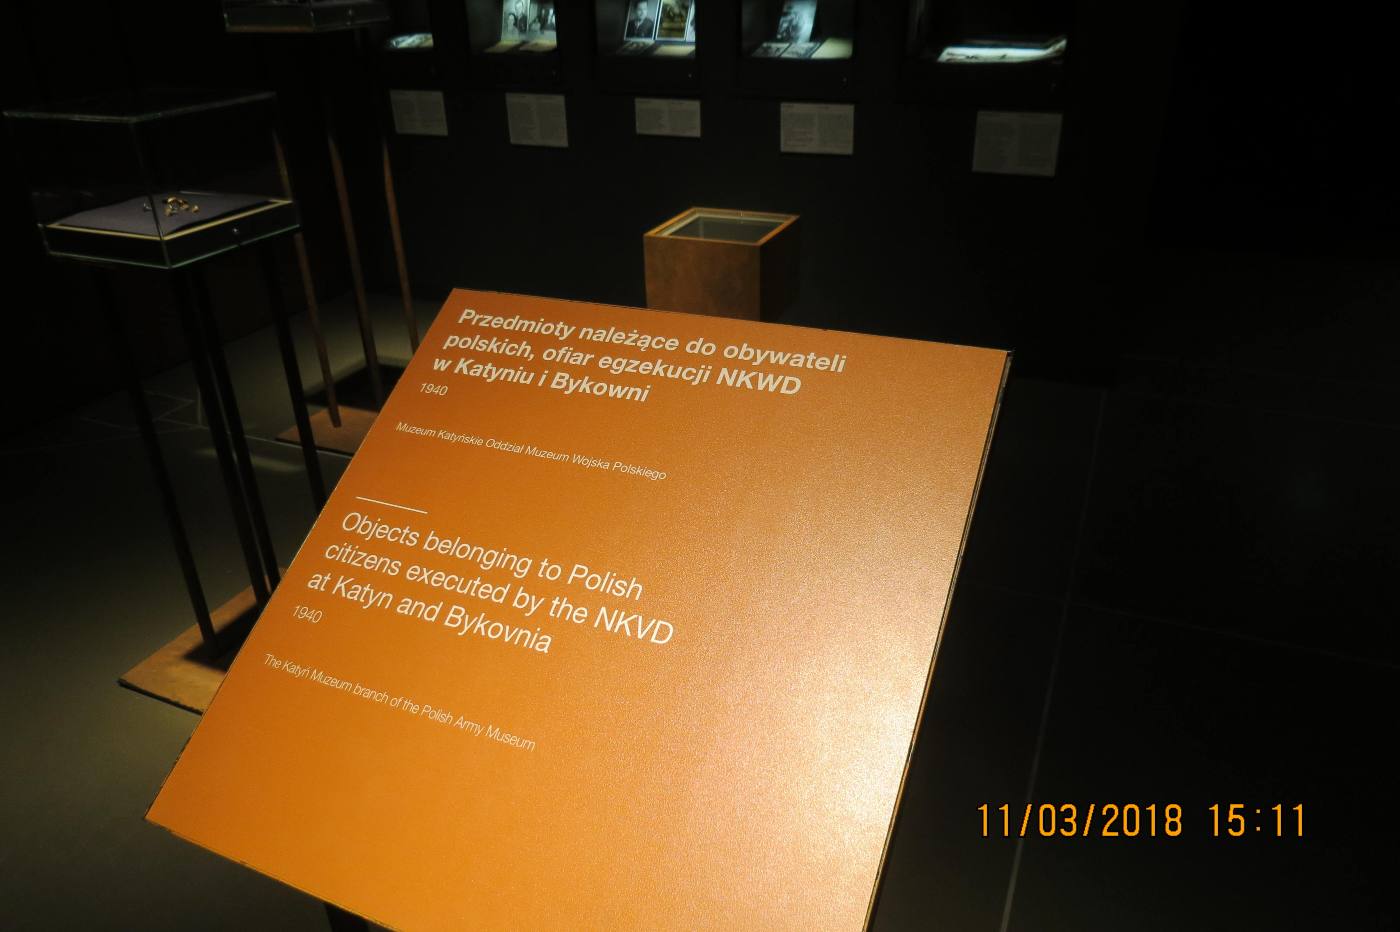 Przedmioty należące do obywateli
polskich, ofiar egzekucji NKWD
w Katyniu i Bykowni
1940
Muzeum Katyńskie Oddział Muzeum Wojska Polskiego
Objects belonging to Polish
citizens executed by the NKVD
at Katyn and Bykovnia
1940
The Katyń Muzeum branch of the Polish Army Museum
11/03/2018 15:11